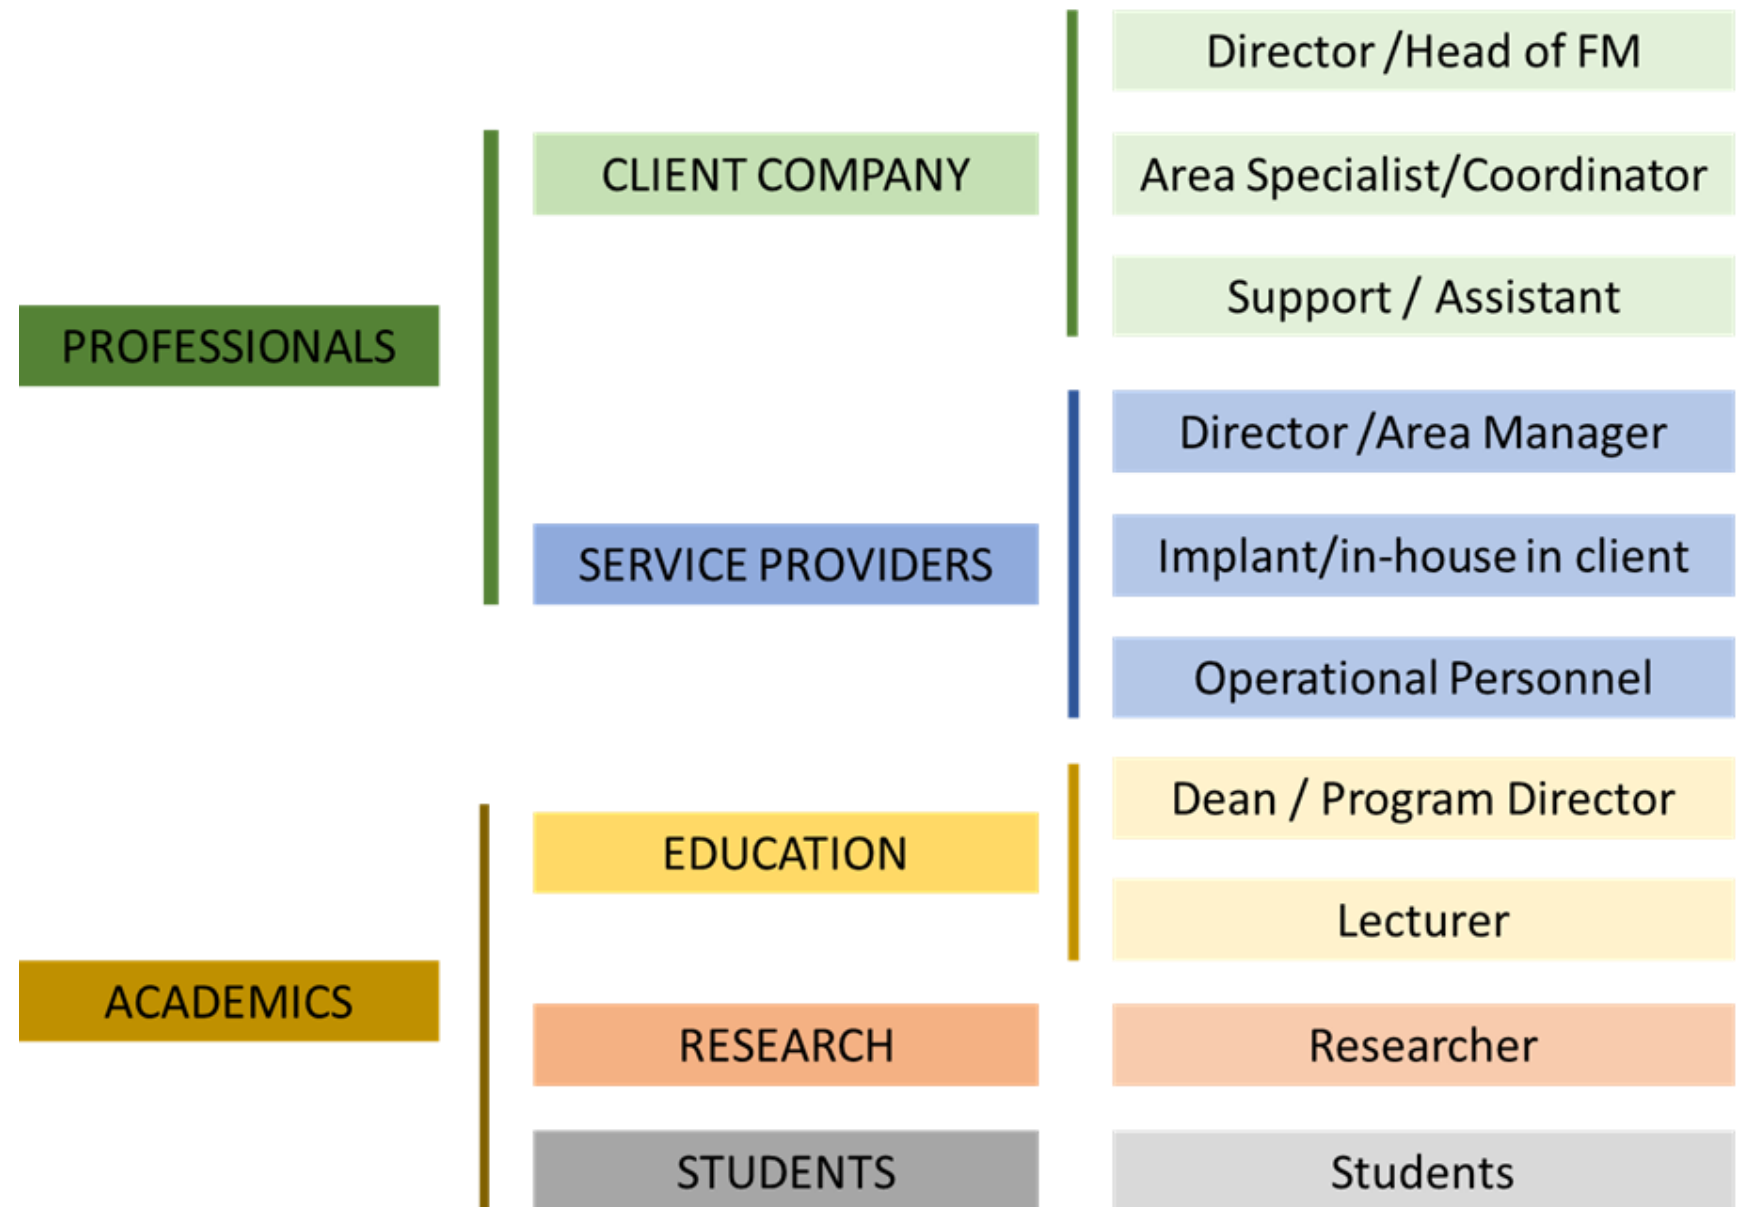 PROFESSIONALS
CLIENT COMPANY
Director /Head of FM
Area Specialist/Coordinator
Support / Assistant
SERVICE PROVIDERS
Director /Area Manager
Implant/in-house in client
Operational Personnel
ACADEMICS
EDUCATION
Dean / Program Director
Lecturer
RESEARCH
Researcher
STUDENTS
Students